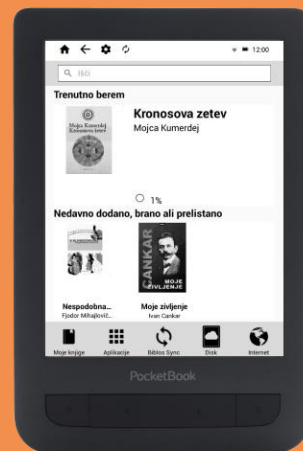 12:00
Išči
Trenutno berem
Mojca Kumerdej
Kronosova zetev
Kronosova zetev
Mojca Kumerdej
1%
Nedavno dodano, brano ali prelistano
CANKAR
MOJE
ŽIVLJENJE
Nespodobna...
Fjodor Mihajlovič...
Moje življenje
Ivan Cankar
Moje knjige
Aplikacije
Biblos Sync
Disk
Internet
PocketBook